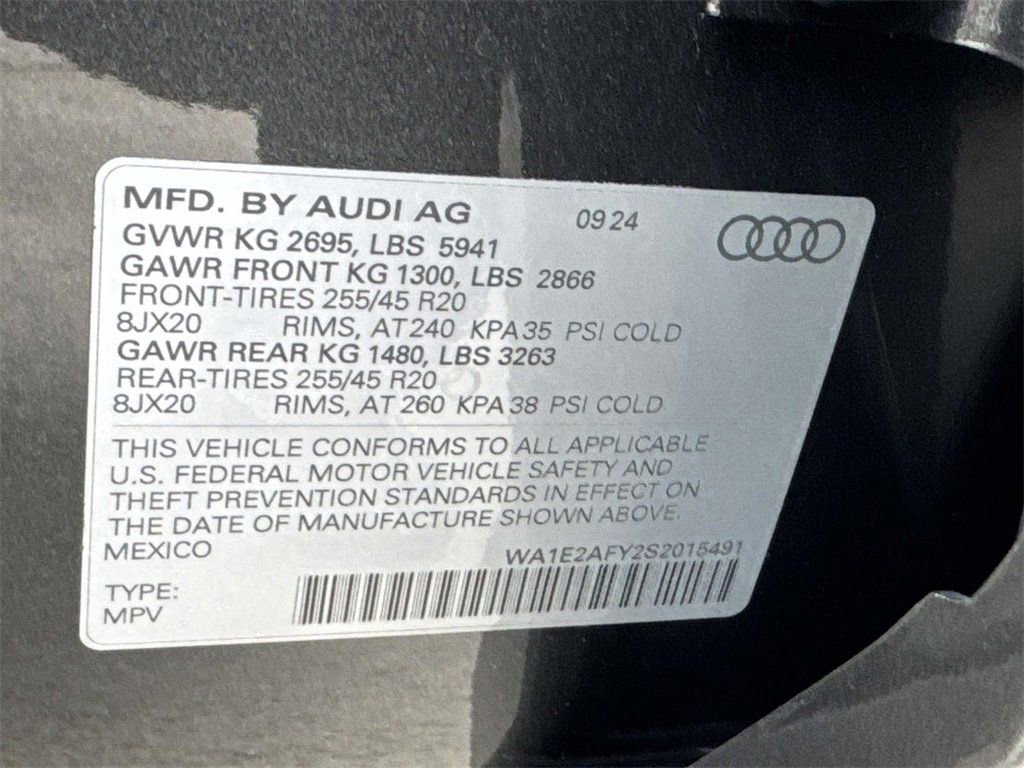 MFD. BY AUDI AG 09 24
GVWR KG 2695, LBS 5941
GAWR FRONT KG 1300, LBS 2866
FRONT-TIRES 255/45 R20
8JX20 RIMS, AT 240 KPA 35 PSI COLD
GAWR REAR KG 1480, LBS 3263
REAR-TIRES 255/45 R20
8JX20 RIMS, AT 260 KPA 38 PSI COLD
THIS VEHICLE CONFORMS TO ALL APPLICABLE
U.S. FEDERAL MOTOR VEHICLE SAFETY AND
THEFT PREVENTION STANDARDS IN EFFECT ON
THE DATE OF MANUFACTURE SHOWN ABOVE.
MEXICO WA1E2AFY2S2015491
TYPE:
MPV